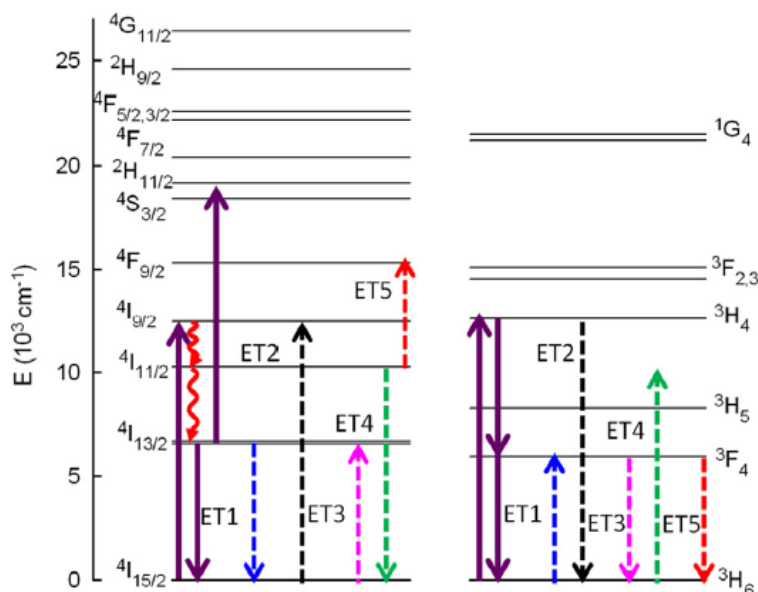 ⁴G₁₁/₂
25
²H₉/₂
⁴F₅/₂,₃/₂
¹G₄
⁴F₇/₂
20
²H₁₁/₂
⁴S₃/₂
⁴F₉/₂
15
³F₂,₃
ET5
⁴I₉/₂
³H₄
ET2
ET2
E (10³ cm⁻¹)
⁴I₁₁/₂
10
³H₅
ET4
ET4
⁴I₁₃/₂
³F₄
5
ET1
ET3
ET1
ET3
ET5
⁴I₁₅/₂
0
³H₆